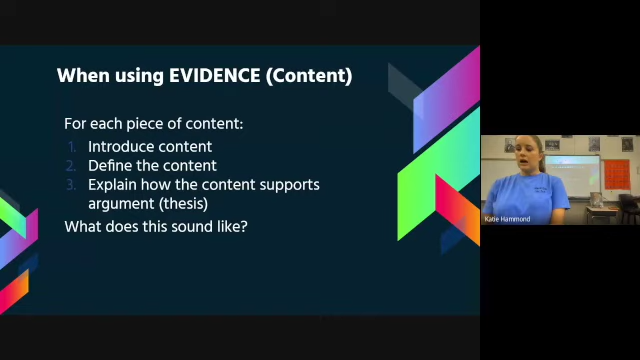 When using EVIDENCE (Content)
For each piece of content:
1. Introduce content
2. Define the content
3. Explain how the content supports
argument (thesis)
What does this sound like?
Katie Hammond